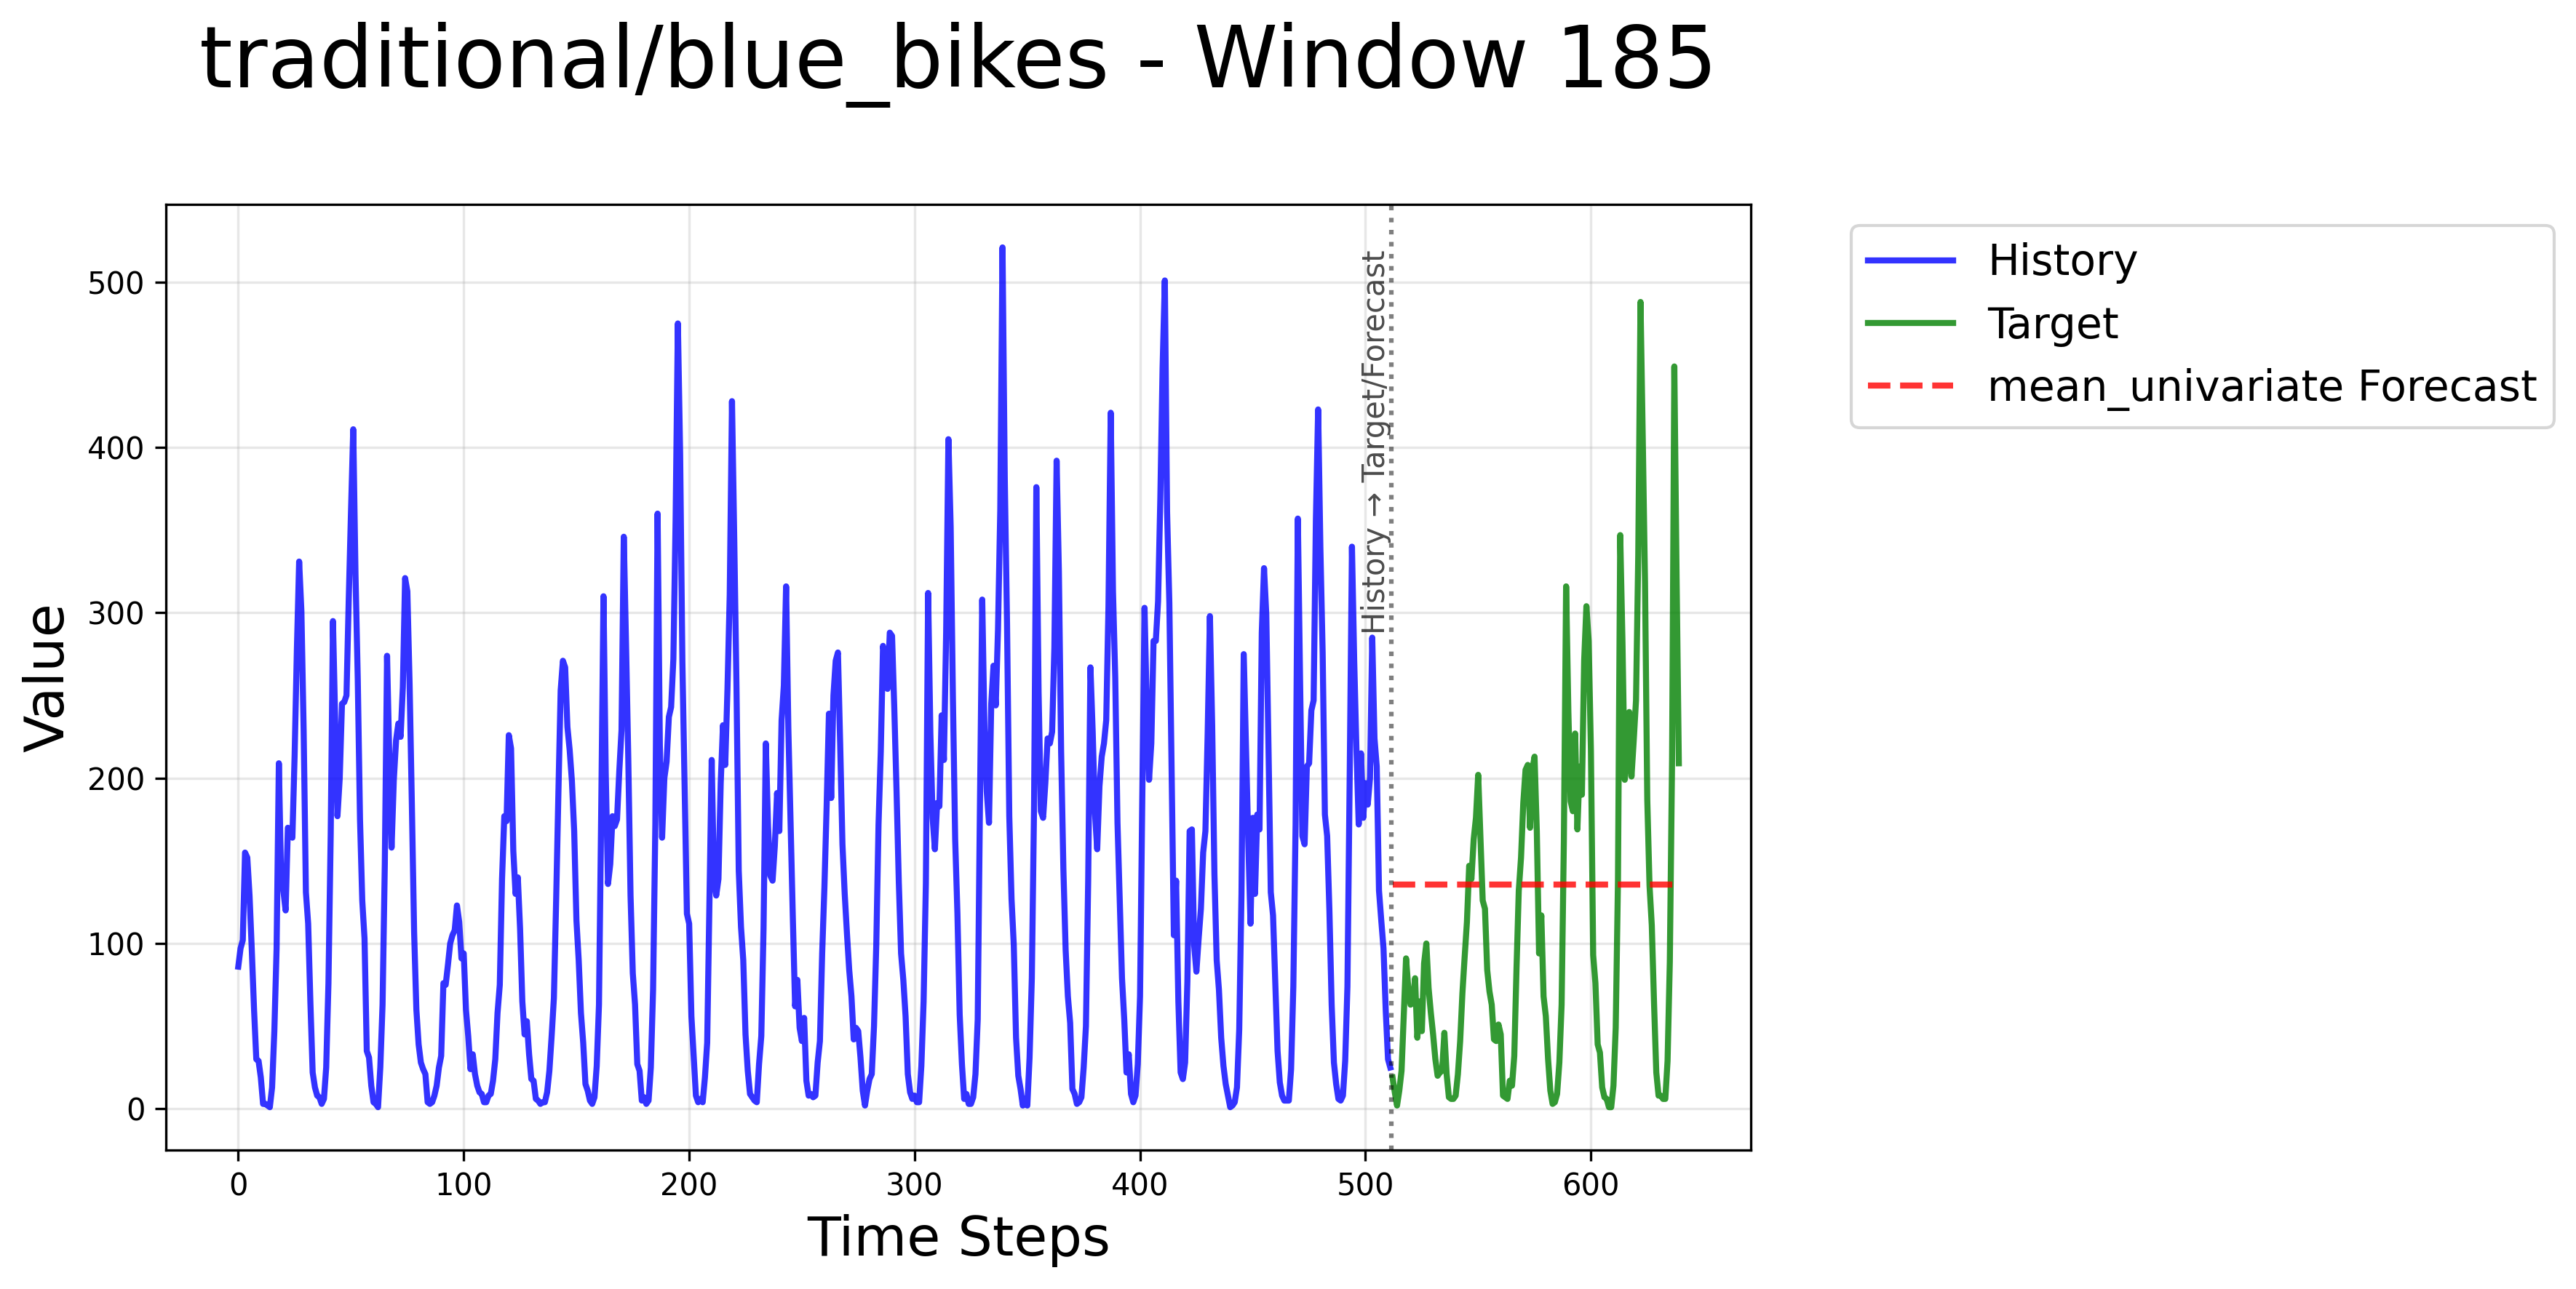 traditional/blue_bikes - Window 185
History
Target
mean_univariate Forecast
History → Target/Forecast
Value
500
400
300
200
100
0
0
100
200
300
400
500
600
Time Steps